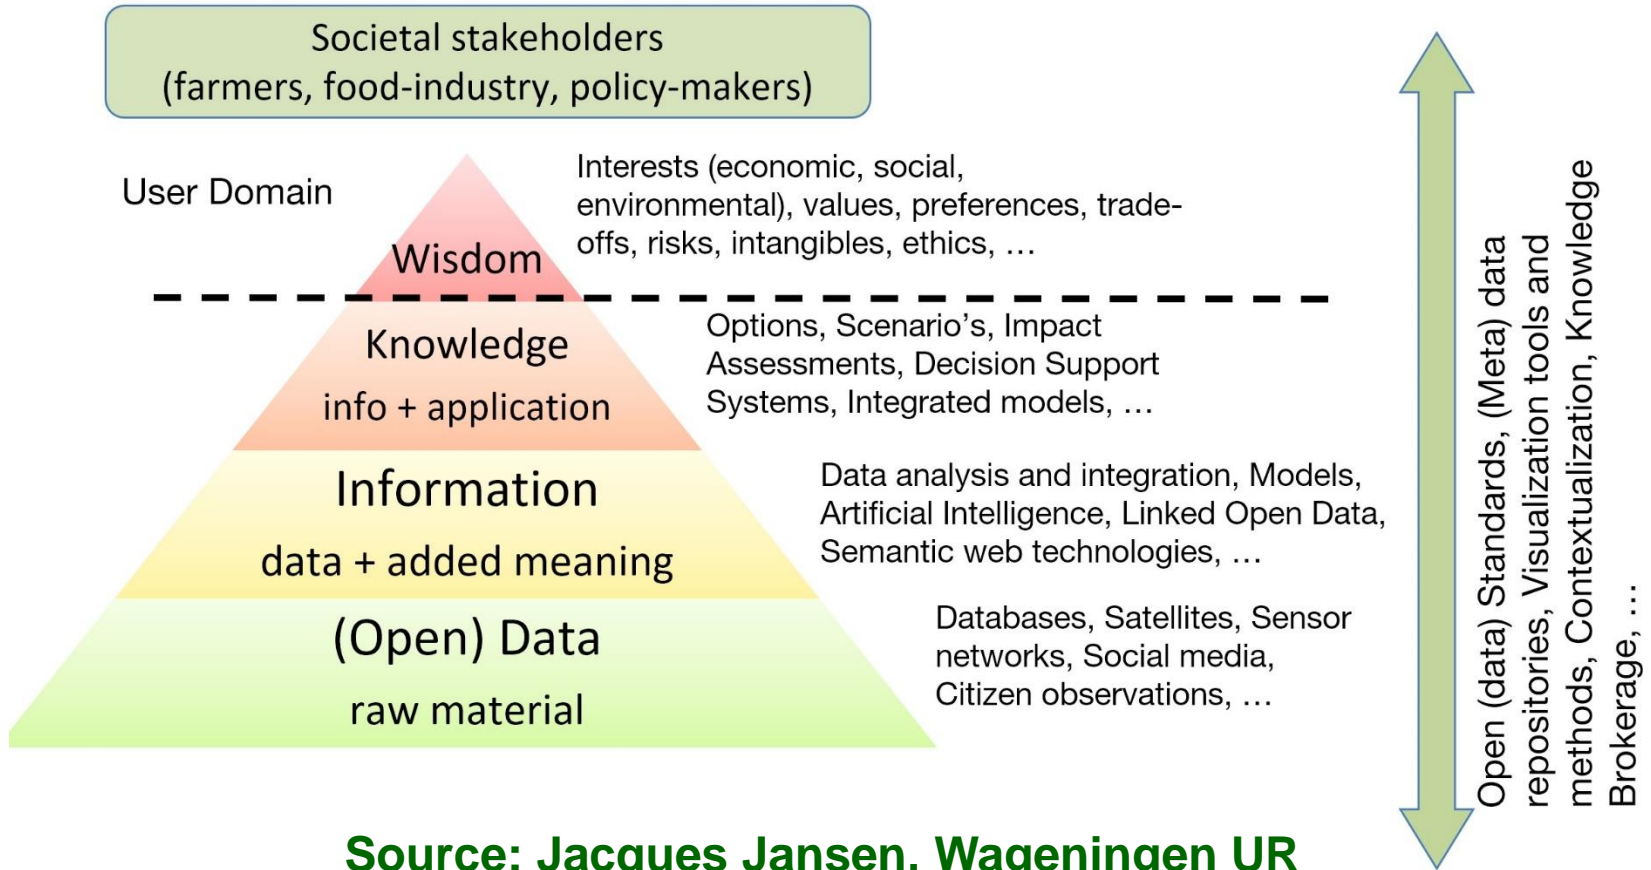 Societal stakeholders
(farmers, food-industry, policy-makers)
User Domain
Interests (economic, social,
environmental), values, preferences, trade-
offs, risks, intangibles, ethics, …
Wisdom
Knowledge
info + application
Options, Scenario’s, Impact
Assessments, Decision Support
Systems, Integrated models, …
Information
data + added meaning
Data analysis and integration, Models,
Artificial Intelligence, Linked Open Data,
Semantic web technologies, …
(Open) Data
raw material
Databases, Satellites, Sensor
networks, Social media,
Citizen observations, …
Open (data) Standards, (Meta) data
repositories, Visualization tools and
methods, Contextualization, Knowledge
Brokerage, …
Source: Jacques Jansen, Wageningen UR